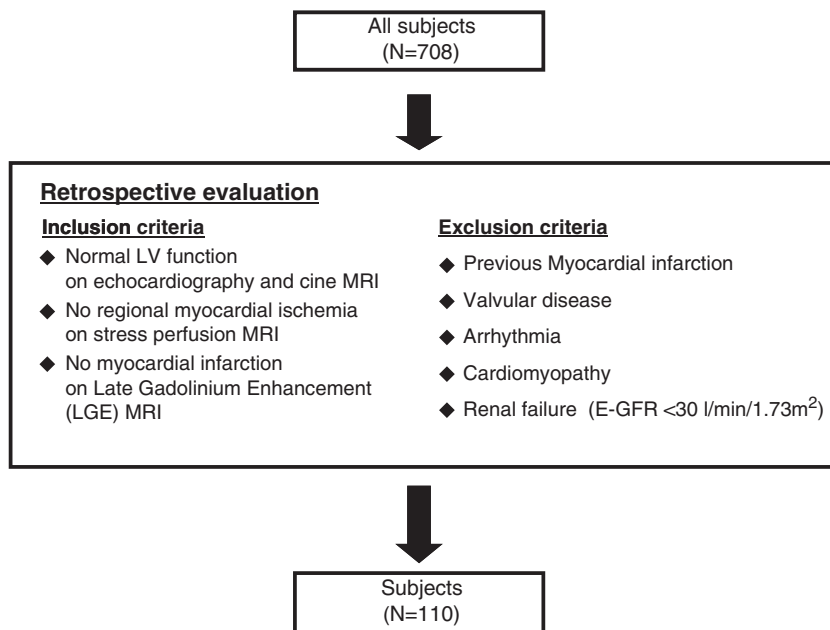 All subjects
(N=708)
Retrospective evaluation
Inclusion criteria
◆ Normal LV function
on echocardiography and cine MRI
◆ No regional myocardial ischemia
on stress perfusion MRI
◆ No myocardial infarction
on Late Gadolinium Enhancement
(LGE) MRI
Exclusion criteria
◆ Previous Myocardial infarction
◆ Valvular disease
◆ Arrhythmia
◆ Cardiomyopathy
◆ Renal failure (E-GFR <30 l/min/1.73m²)
Subjects
(N=110)